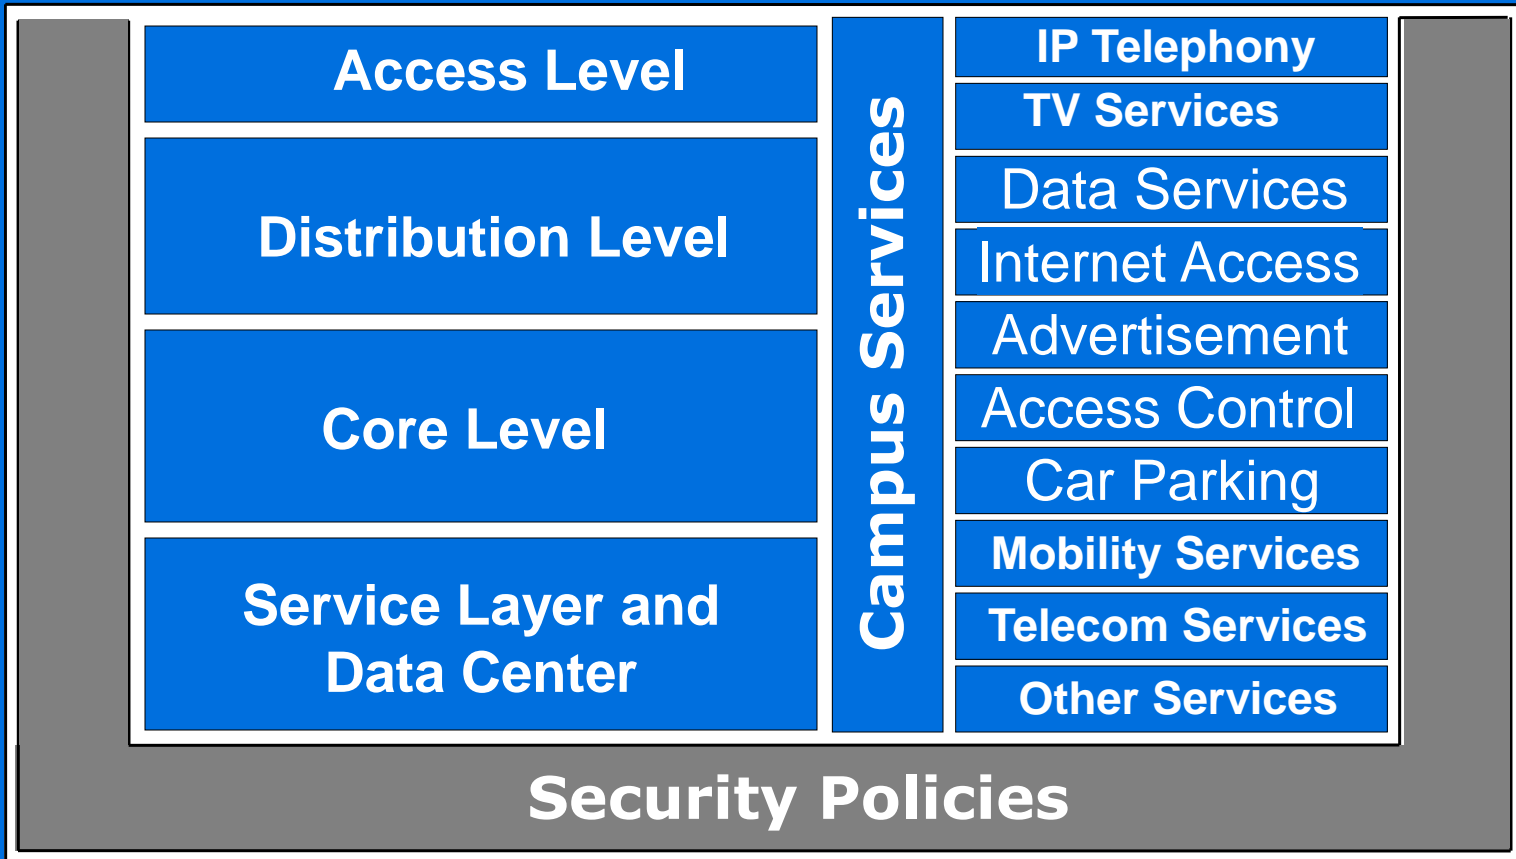 Access Level
Distribution Level
Core Level
Service Layer and
Data Center
Campus Services
IP Telephony
TV Services
Data Services
Internet Access
Advertisement
Access Control
Car Parking
Mobility Services
Telecom Services
Other Services
Security Policies